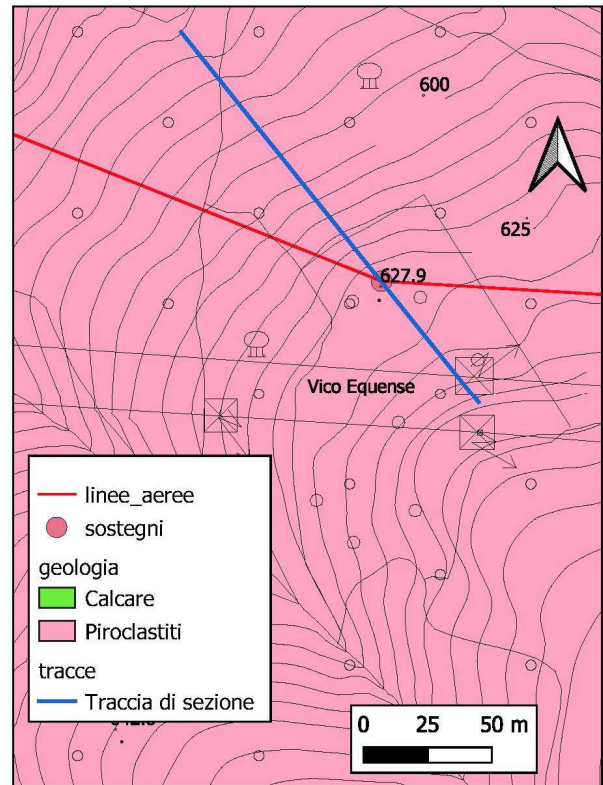 600
625
627.9
Vico Equense
linee_aeree
sostegni
geologia
Calcare
Piroclastiti
tracce
Traccia di sezione
0 25 50 m